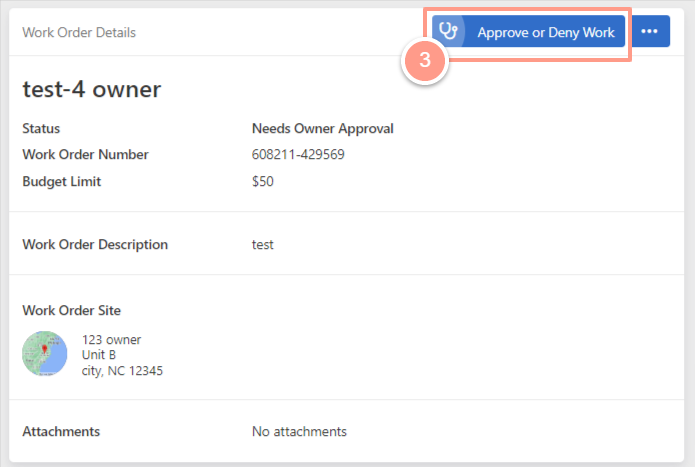 Work Order Details
Approve or Deny Work
3
test-4 owner
Status Needs Owner Approval
Work Order Number 608211-429569
Budget Limit $50
Work Order Description test
Work Order Site
123 owner
Unit B
city, NC 12345
Attachments No attachments